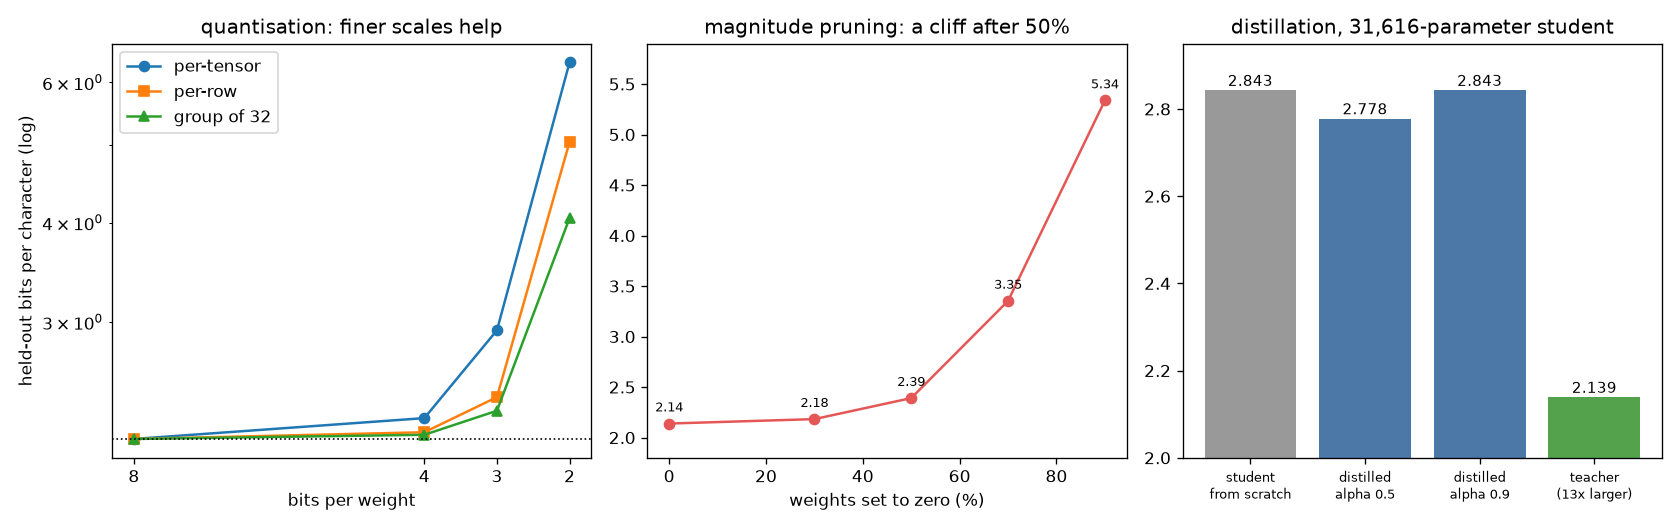 quantisation: finer scales help
per-tensor
per-row
group of 32
held-out bits per character (log)
6 × 10⁰
4 × 10⁰
3 × 10⁰
8
4
3
2
bits per weight
magnitude pruning: a cliff after 50%
5.5
5.0
4.5
4.0
3.5
3.0
2.5
2.0
2.14
2.18
2.39
3.35
5.34
0
20
40
60
80
weights set to zero (%)
distillation, 31,616-parameter student
2.8
2.6
2.4
2.2
2.0
2.843
2.778
2.843
2.139
student
from scratch
distilled
alpha 0.5
distilled
alpha 0.9
teacher
(13x larger)